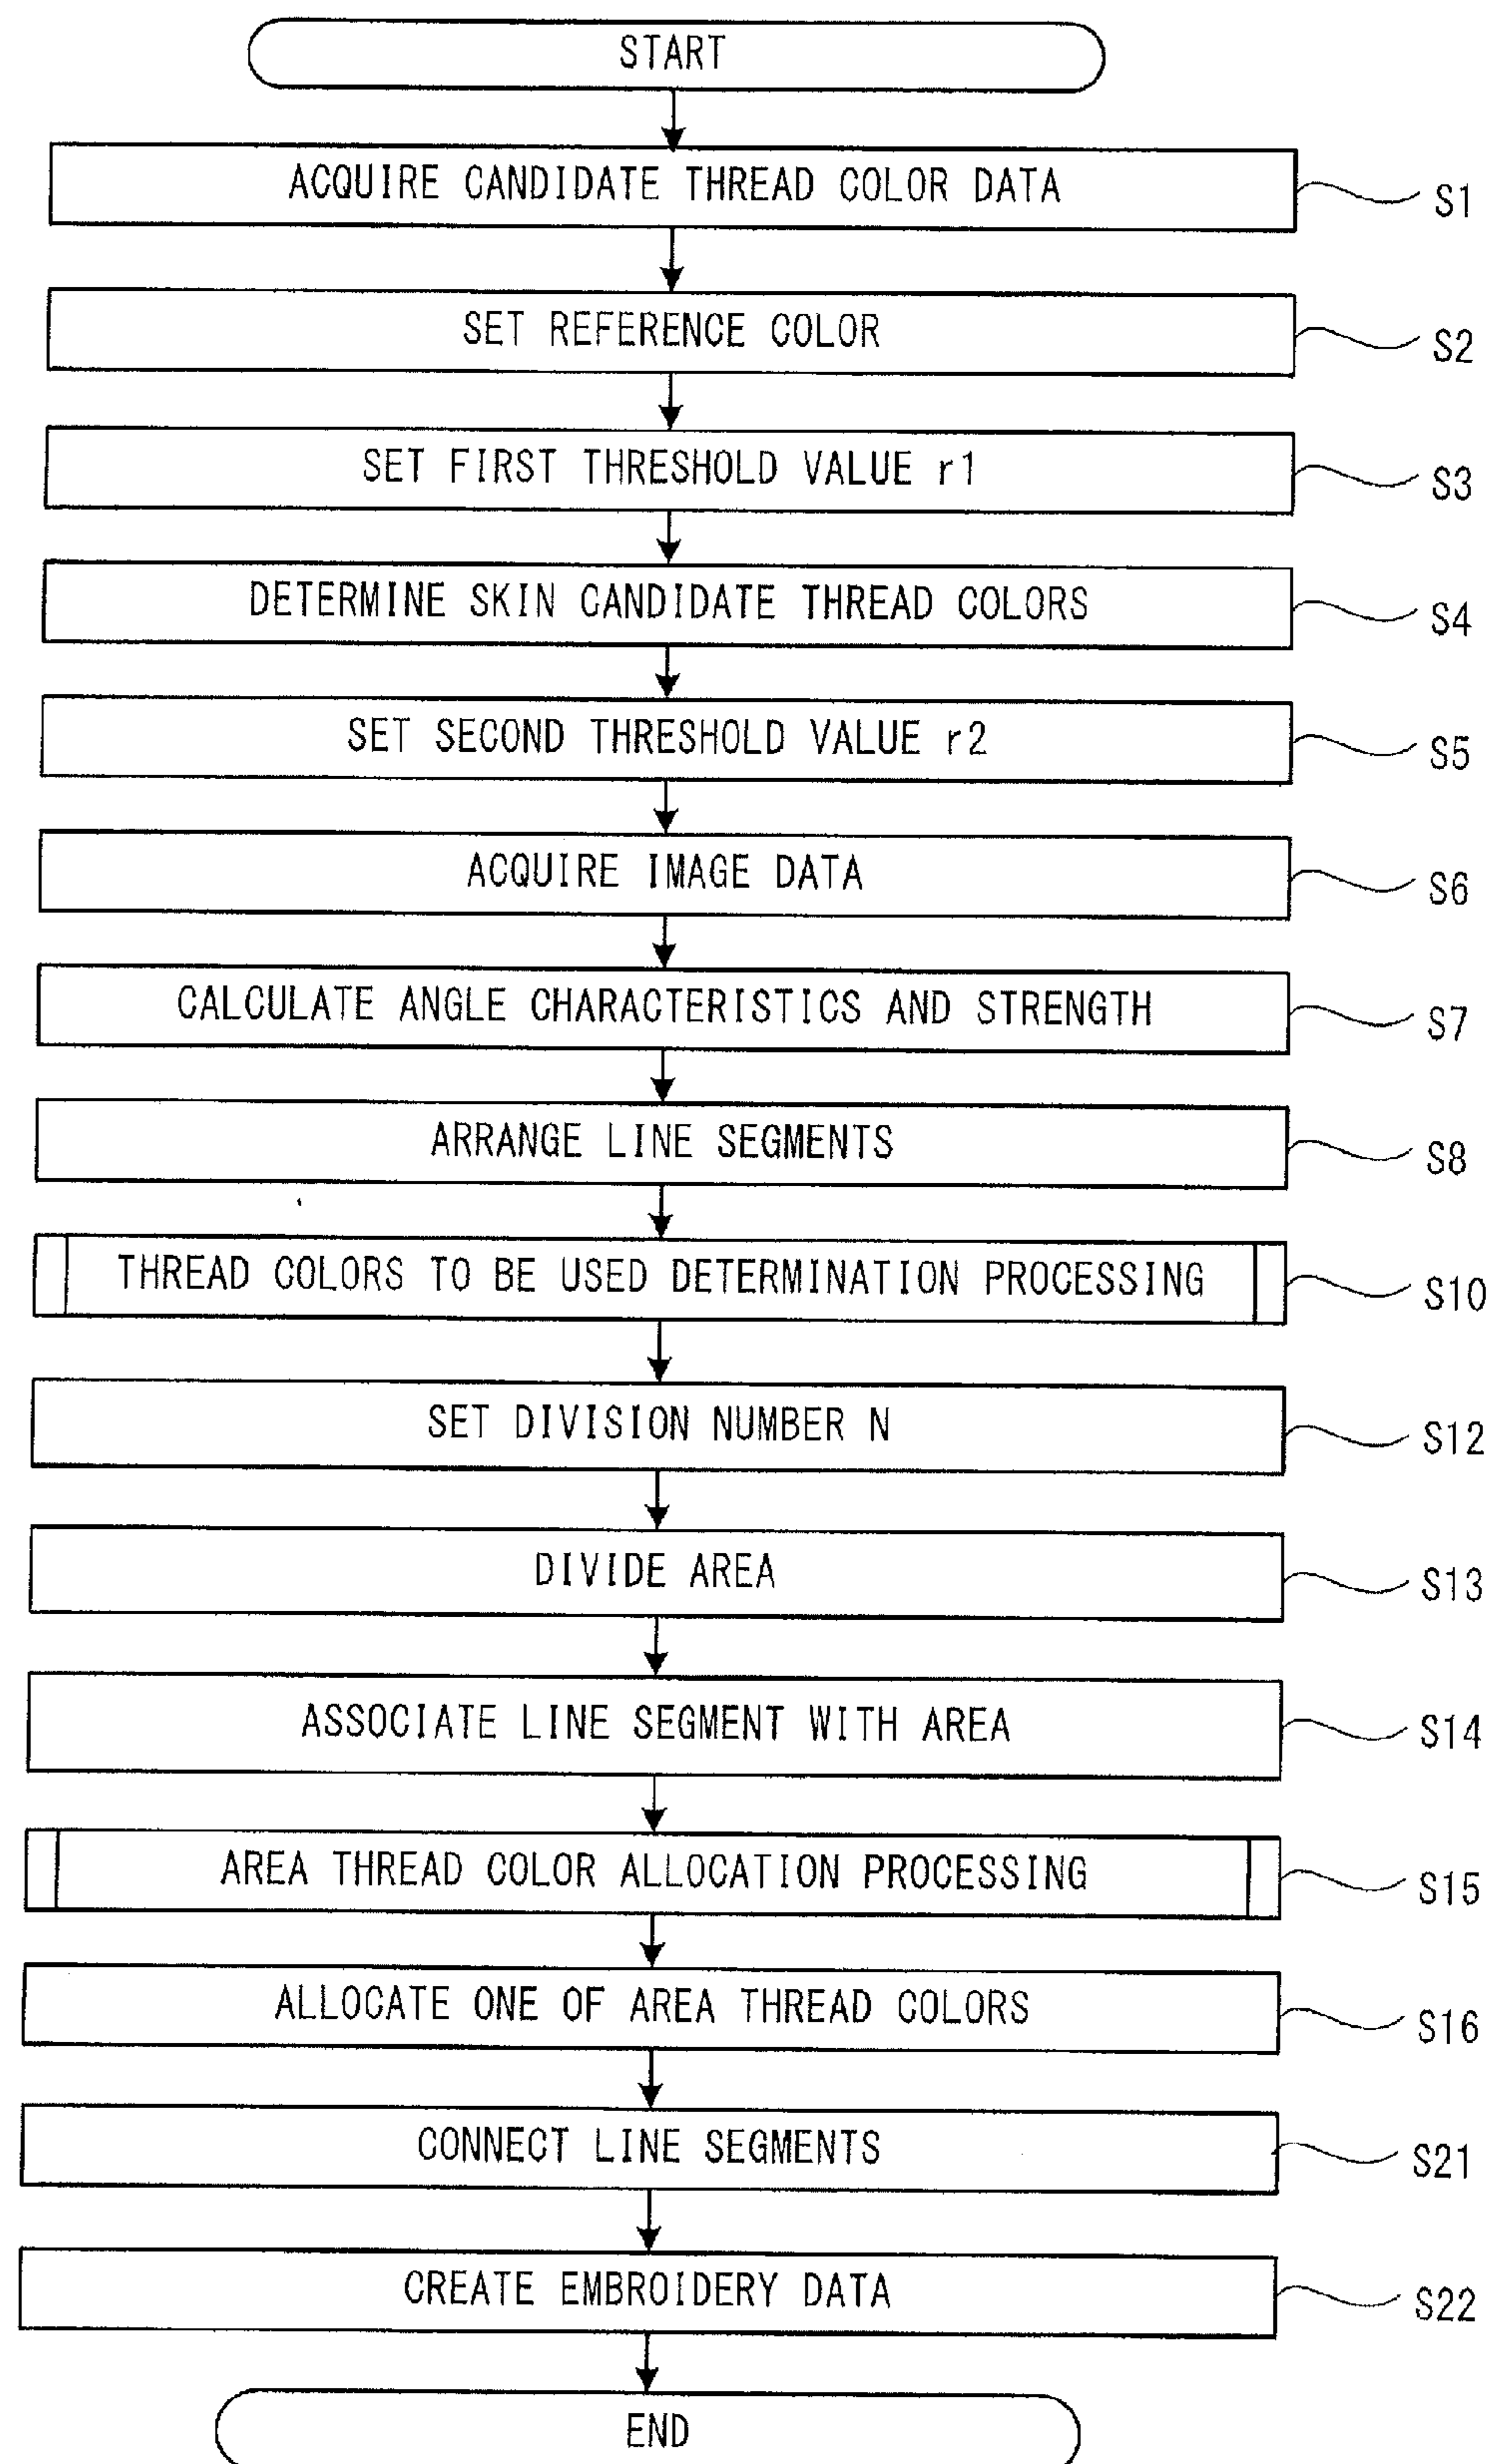 START
ACQUIRE CANDIDATE THREAD COLOR DATA S1
SET REFERENCE COLOR S2
SET FIRST THRESHOLD VALUE r1 S3
DETERMINE SKIN CANDIDATE THREAD COLORS S4
SET SECOND THRESHOLD VALUE r2 S5
ACQUIRE IMAGE DATA S6
CALCULATE ANGLE CHARACTERISTICS AND STRENGTH S7
ARRANGE LINE SEGMENTS S8
THREAD COLORS TO BE USED DETERMINATION PROCESSING S10
SET DIVISION NUMBER N S12
DIVIDE AREA S13
ASSOCIATE LINE SEGMENT WITH AREA S14
AREA THREAD COLOR ALLOCATION PROCESSING S15
ALLOCATE ONE OF AREA THREAD COLORS S16
CONNECT LINE SEGMENTS S21
CREATE EMBROIDERY DATA S22
END